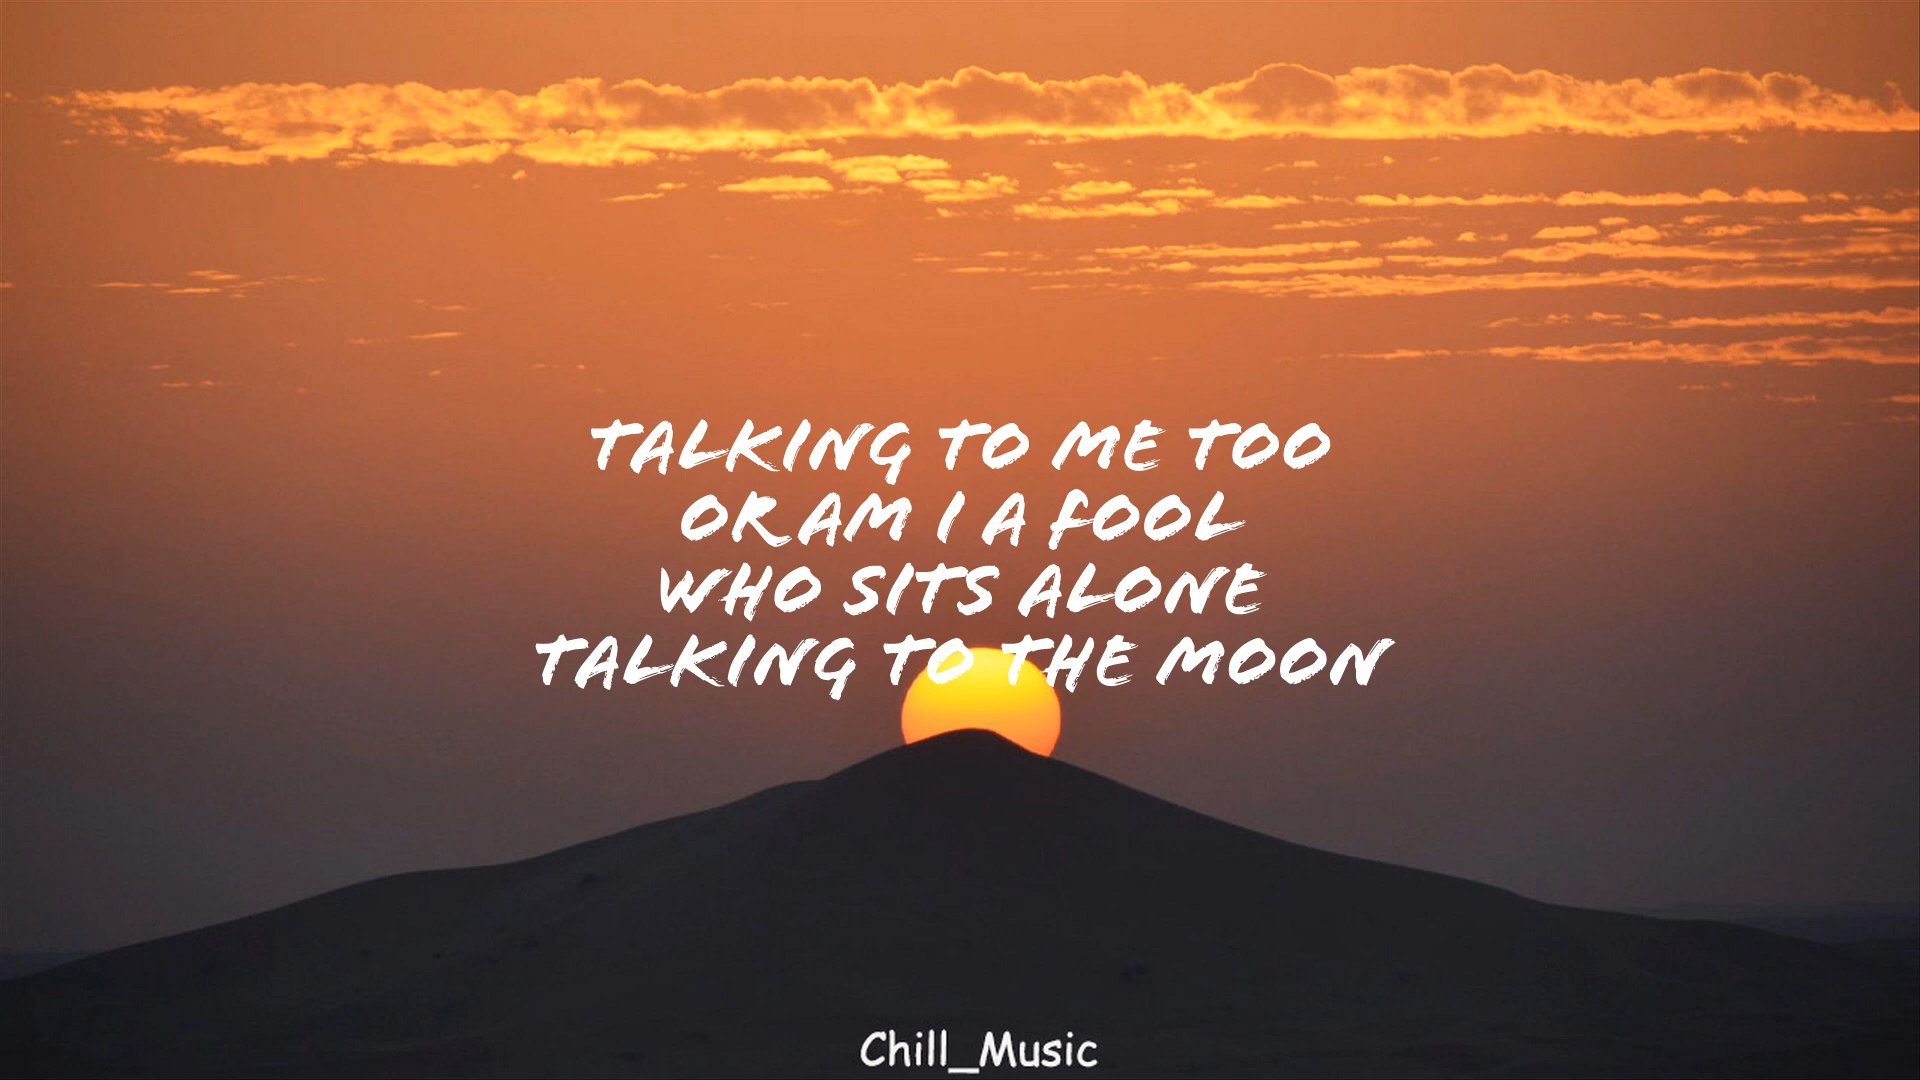 TALKING TO ME TOO
OR AM I A FOOL
WHO SITS ALONE
TALKING TO THE MOON
Chill_Music